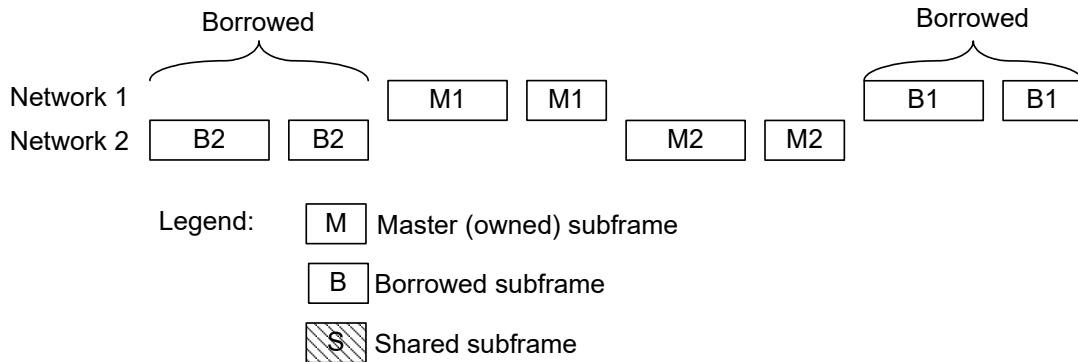 Borrowed Borrowed
Network 1 M1 M1 B1 B1
Network 2 B2 B2 M2 M2
Legend: M Master (owned) subframe
B Borrowed subframe
S Shared subframe